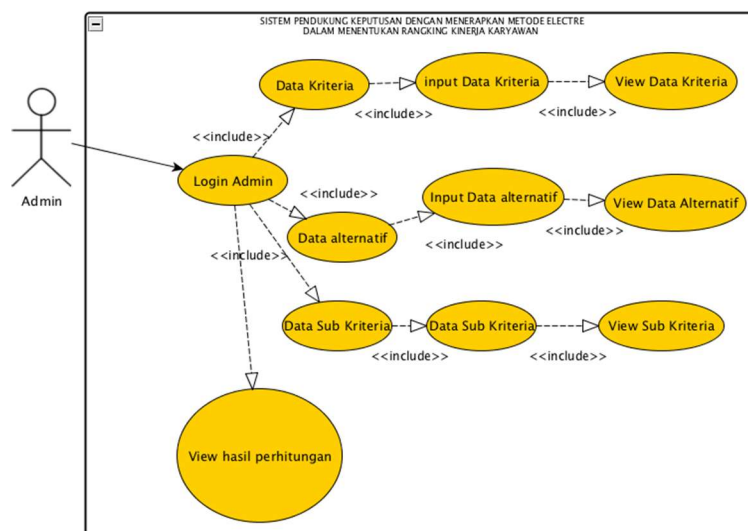 SISTEM PENDUKUNG KEPUTUSAN DENGAN MENERAPKAN METODE ELECTRE
DALAM MENENTUKAN RANGKING KINERJA KARYAWAN
Data Kriteria
input Data Kriteria
View Data Kriteria
<<include>>
<<include>>
<<include>>
Admin
Login Admin
<<include>>
Data alternatif
Input Data alternatif
View Data Alternatif
<<include>>
<<include>>
<<include>>
Data Sub Kriteria
Data Sub Kriteria
View Sub Kriteria
<<include>>
<<include>>
View hasil perhitungan